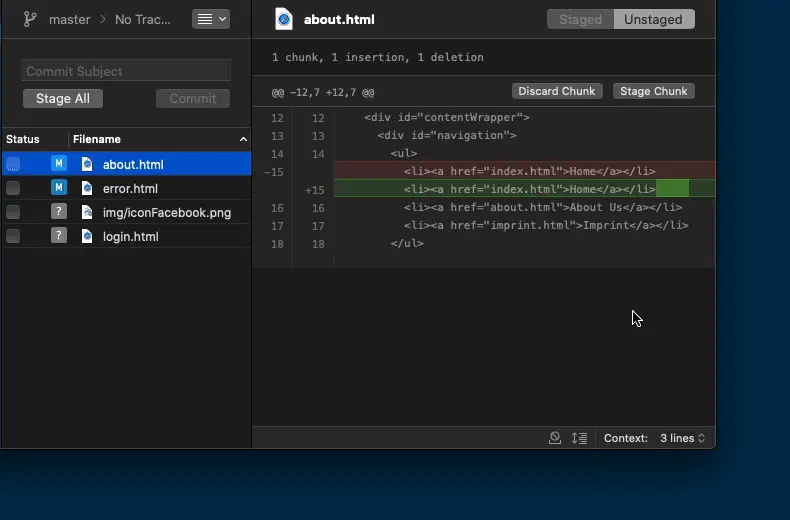 master > No Trac...
about.html
Staged Unstaged
1 chunk, 1 insertion, 1 deletion
Commit Subject
Stage All Commit
@@ -12,7 +12,7 @@ Discard Chunk Stage Chunk
Status Filename
M about.html
M error.html
? img/iconFacebook.png
? login.html
12 12 <div id="contentWrapper">
13 13 <div id="navigation">
14 14 <ul>
-15 <li><a href="index.html">Home</a></li>
+15 <li><a href="index.html">Home</a></li>
16 16 <li><a href="about.html">About Us</a></li>
17 17 <li><a href="imprint.html">Imprint</a></li>
18 18 </ul>
Context: 3 lines